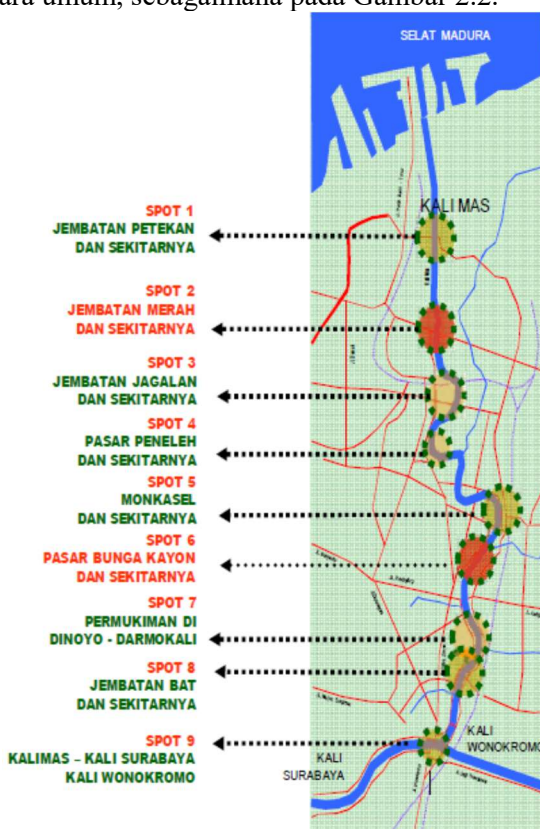 ara umum, sebagaimana pada Gambar 2.2.
SELAT MADURA
KALI MAS
SPOT 1
JEMBATAN PETEKAN
DAN SEKITARNYA
SPOT 2
JEMBATAN MERAH
DAN SEKITARNYA
SPOT 3
JEMBATAN JAGALAN
DAN SEKITARNYA
SPOT 4
PASAR PENELEH
DAN SEKITARNYA
SPOT 5
MONKASEL
DAN SEKITARNYA
SPOT 6
PASAR BUNGA KAYON
DAN SEKITARNYA
SPOT 7
PERMUKIMAN DI
DINOYO - DARMOKALI
SPOT 8
JEMBATAN BAT
DAN SEKITARNYA
SPOT 9
KALIMAS – KALI SURABAYA
KALI WONOKROMO
KALI
SURABAYA
KALI
WONOKROMO